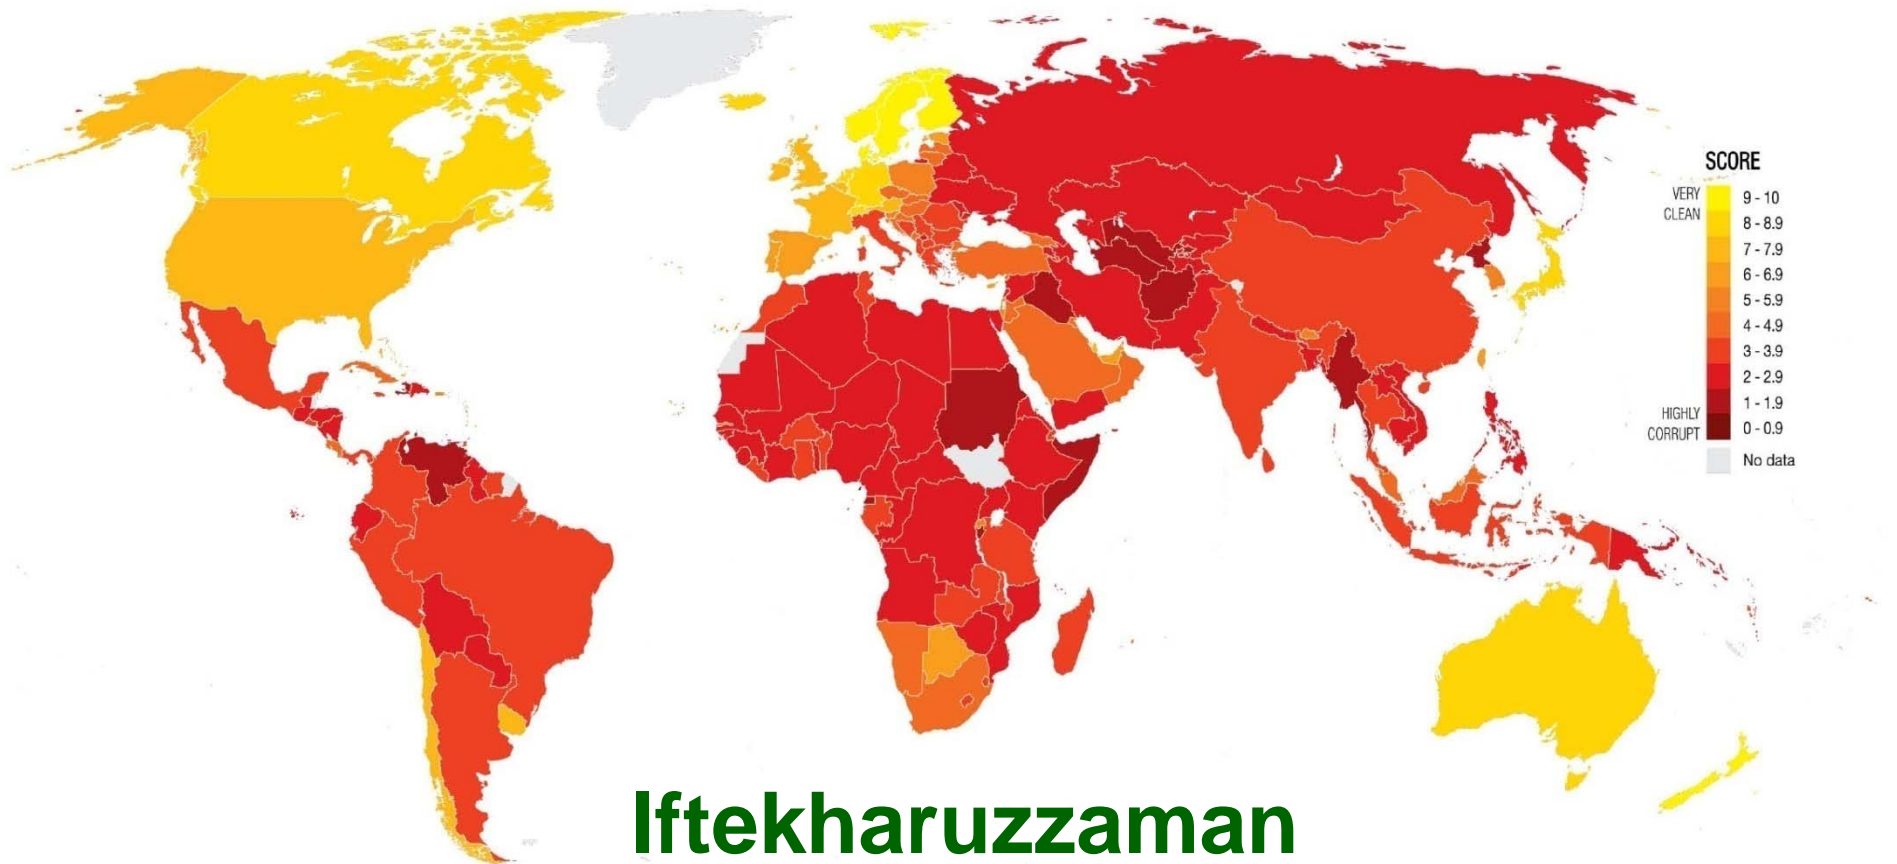 SCORE
VERY
CLEAN
9 - 10
8 - 8.9
7 - 7.9
6 - 6.9
5 - 5.9
4 - 4.9
3 - 3.9
2 - 2.9
1 - 1.9
HIGHLY
CORRUPT
0 - 0.9
No data
Iftekharuzzaman